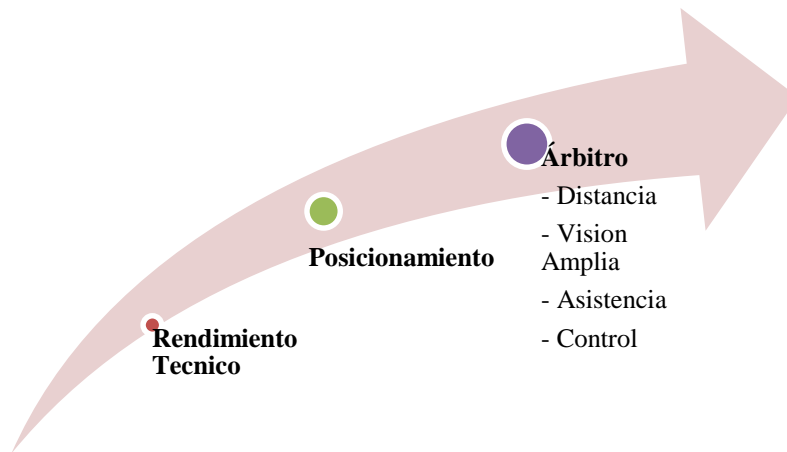 Árbitro
- Distancia
- Vision
Amplia
- Asistencia
- Control
Posicionamiento
Rendimiento
Tecnico